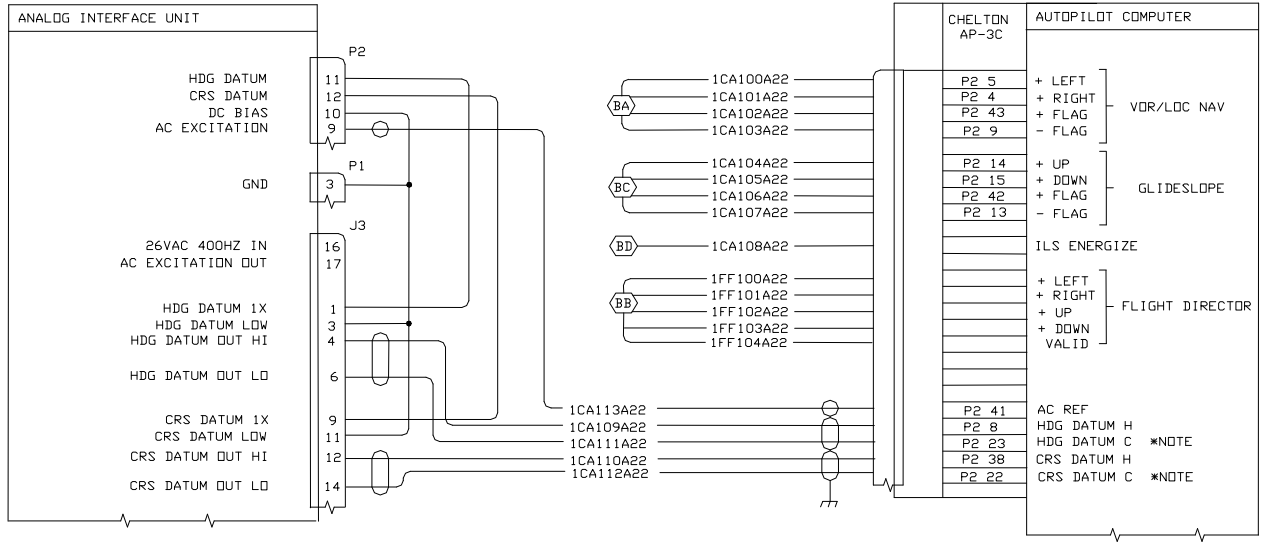 ANALOG INTERFACE UNIT
P2
HDG DATUM 11
CRS DATUM 12
DC BIAS 10
AC EXCITATION 9
P1
GND 3
J3
26VAC 400HZ IN 16
AC EXCITATION OUT 17
HDG DATUM 1X 1
HDG DATUM LOW 3
HDG DATUM OUT HI 4
HDG DATUM OUT LO 6
CRS DATUM 1X 9
CRS DATUM LOW 11
CRS DATUM OUT HI 12
CRS DATUM OUT LO 14
BA
1CA100A22
1CA101A22
1CA102A22
1CA103A22
BC
1CA104A22
1CA105A22
1CA106A22
1CA107A22
BD
1CA108A22
BB
1FF100A22
1FF101A22
1FF102A22
1FF103A22
1FF104A22
1CA113A22
1CA109A22
1CA111A22
1CA110A22
1CA112A22
CHELTON
AP-3C
AUTOPILOT COMPUTER
P2 5 + LEFT
P2 4 + RIGHT
P2 43 + FLAG
P2 9 - FLAG
VOR/LOC NAV
P2 14 + UP
P2 15 + DOWN
P2 42 + FLAG
P2 13 - FLAG
GLIDESLOPE
ILS ENERGIZE
+ LEFT
+ RIGHT
+ UP
+ DOWN
VALID
FLIGHT DIRECTOR
P2 41 AC REF
P2 8 HDG DATUM H
P2 23 HDG DATUM C *NOTE
P2 38 CRS DATUM H
P2 22 CRS DATUM C *NOTE